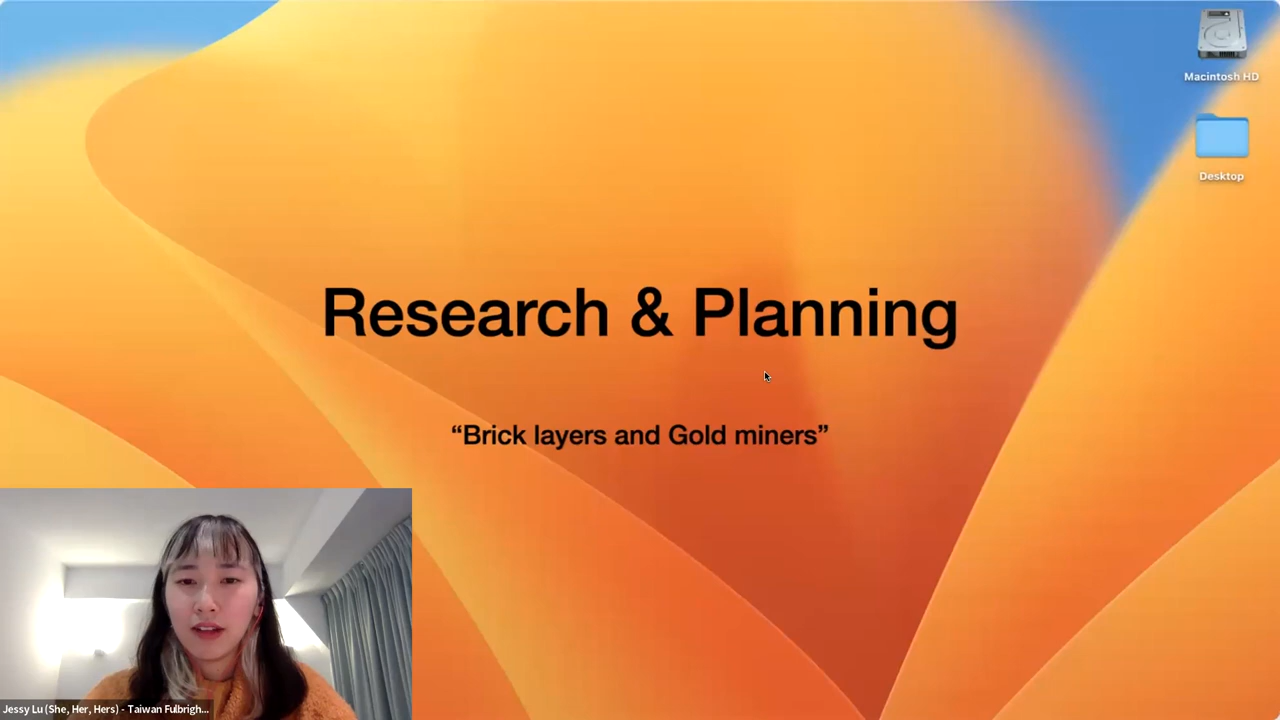 Macintosh HD
Desktop
Research & Planning
“Brick layers and Gold miners”
Jessy Lu (She, Her, Hers) - Taiwan Fulbrigh...